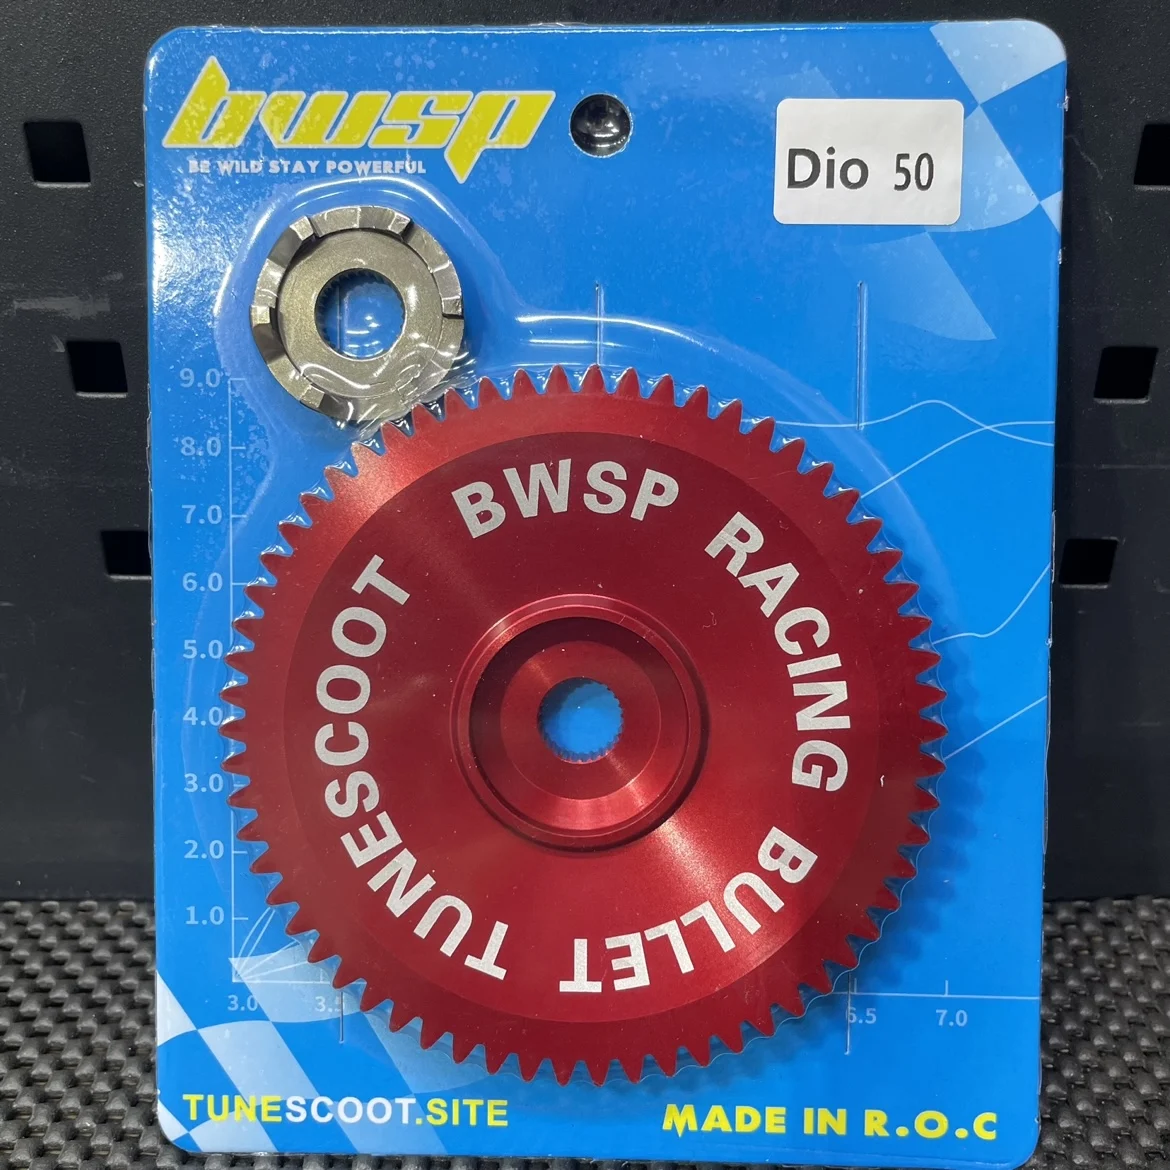 bwsp
BE WILD STAY POWERFUL
Dio 50
BWSP RACING BULLET TUNESCOOT
9.0
8.0
7.0
6.0
5.0
4.0
3.0
2.0
1.0
3.0
6.5 7.0
TUNESCOOT.SITE
MADE IN R.O.C